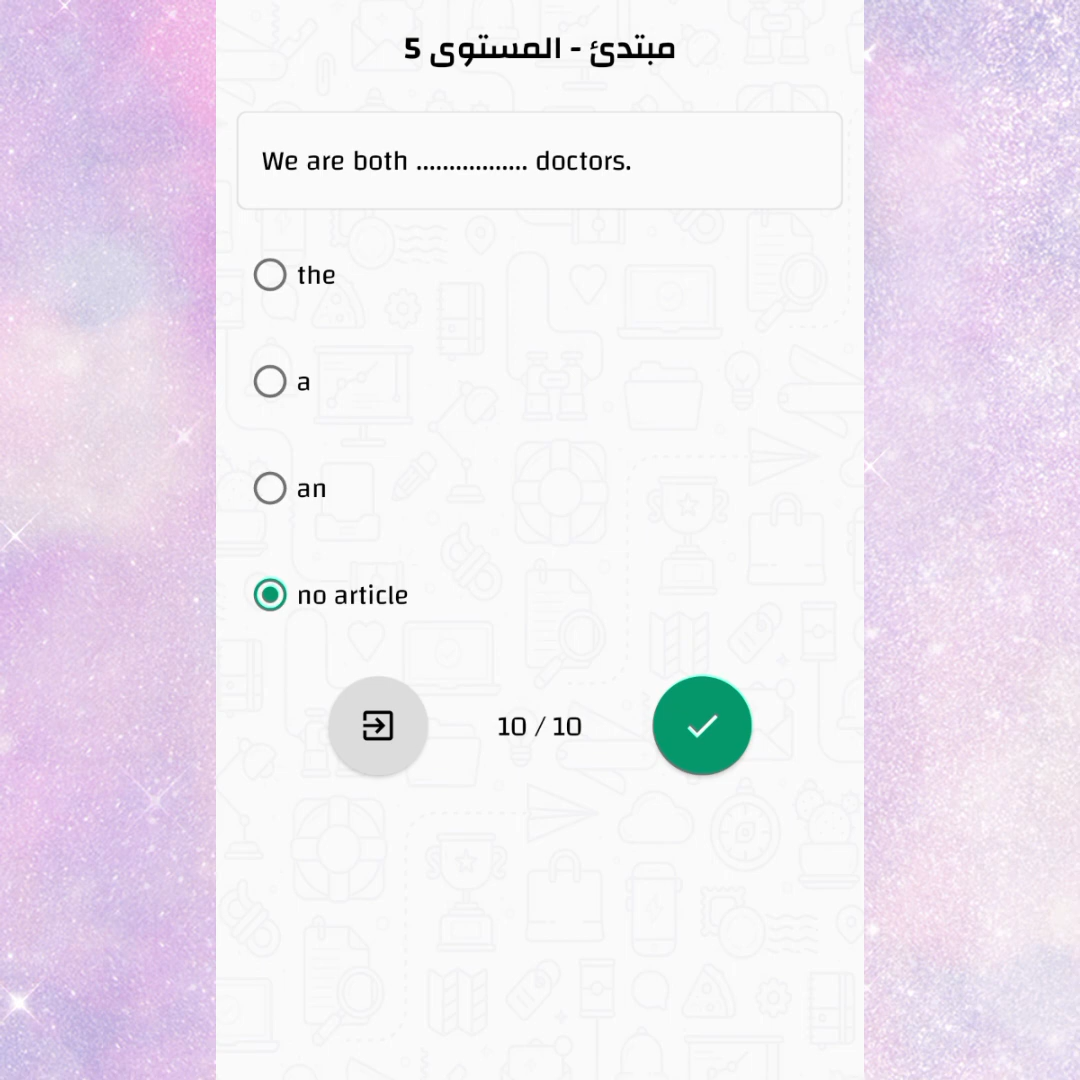 مبتدئ - المستوى 5
We are both ................. doctors.
the
a
an
no article
10 / 10